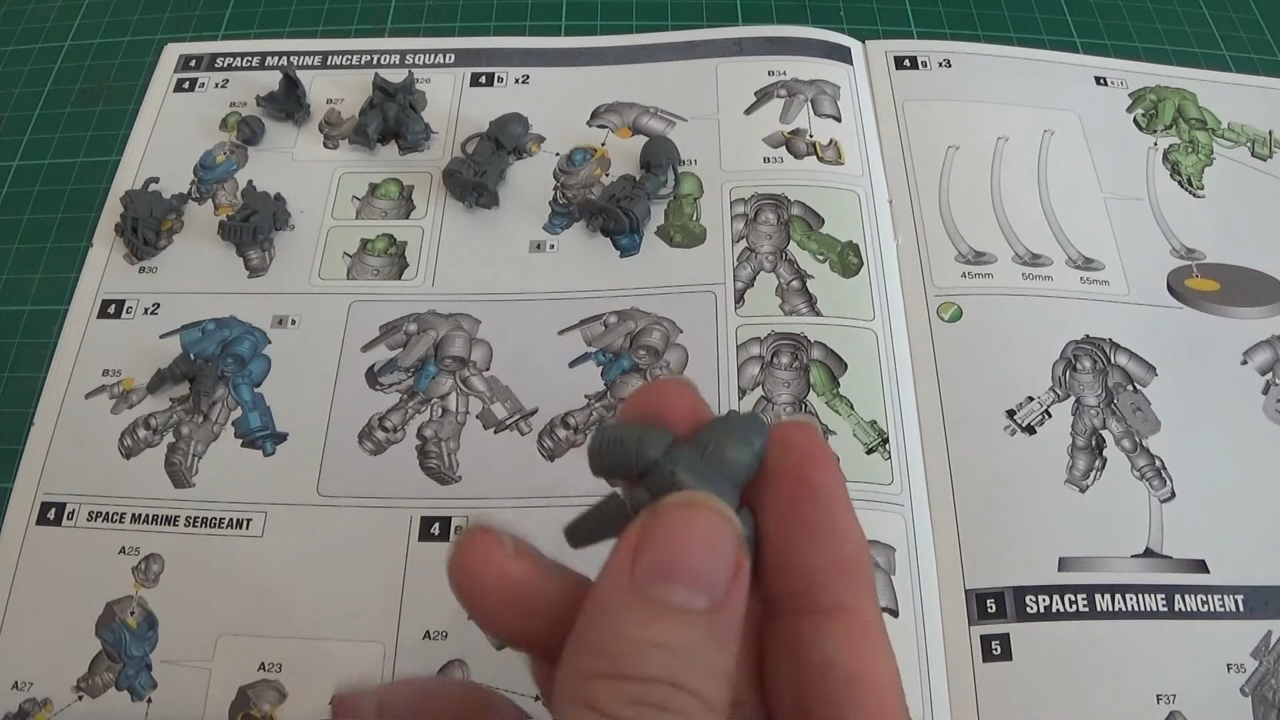 4 SPACE MARINE INCEPTOR SQUAD
4 a x2
B28
B27
B26
B30
4 b x2
B34
B33
B31
4 a
4 c x2
4 b
B35
4 d SPACE MARINE SERGEANT
A25
A27
A23
4 e
A29
4 g x3
45mm
50mm
55mm
5 SPACE MARINE ANCIENT
5
F35
F37